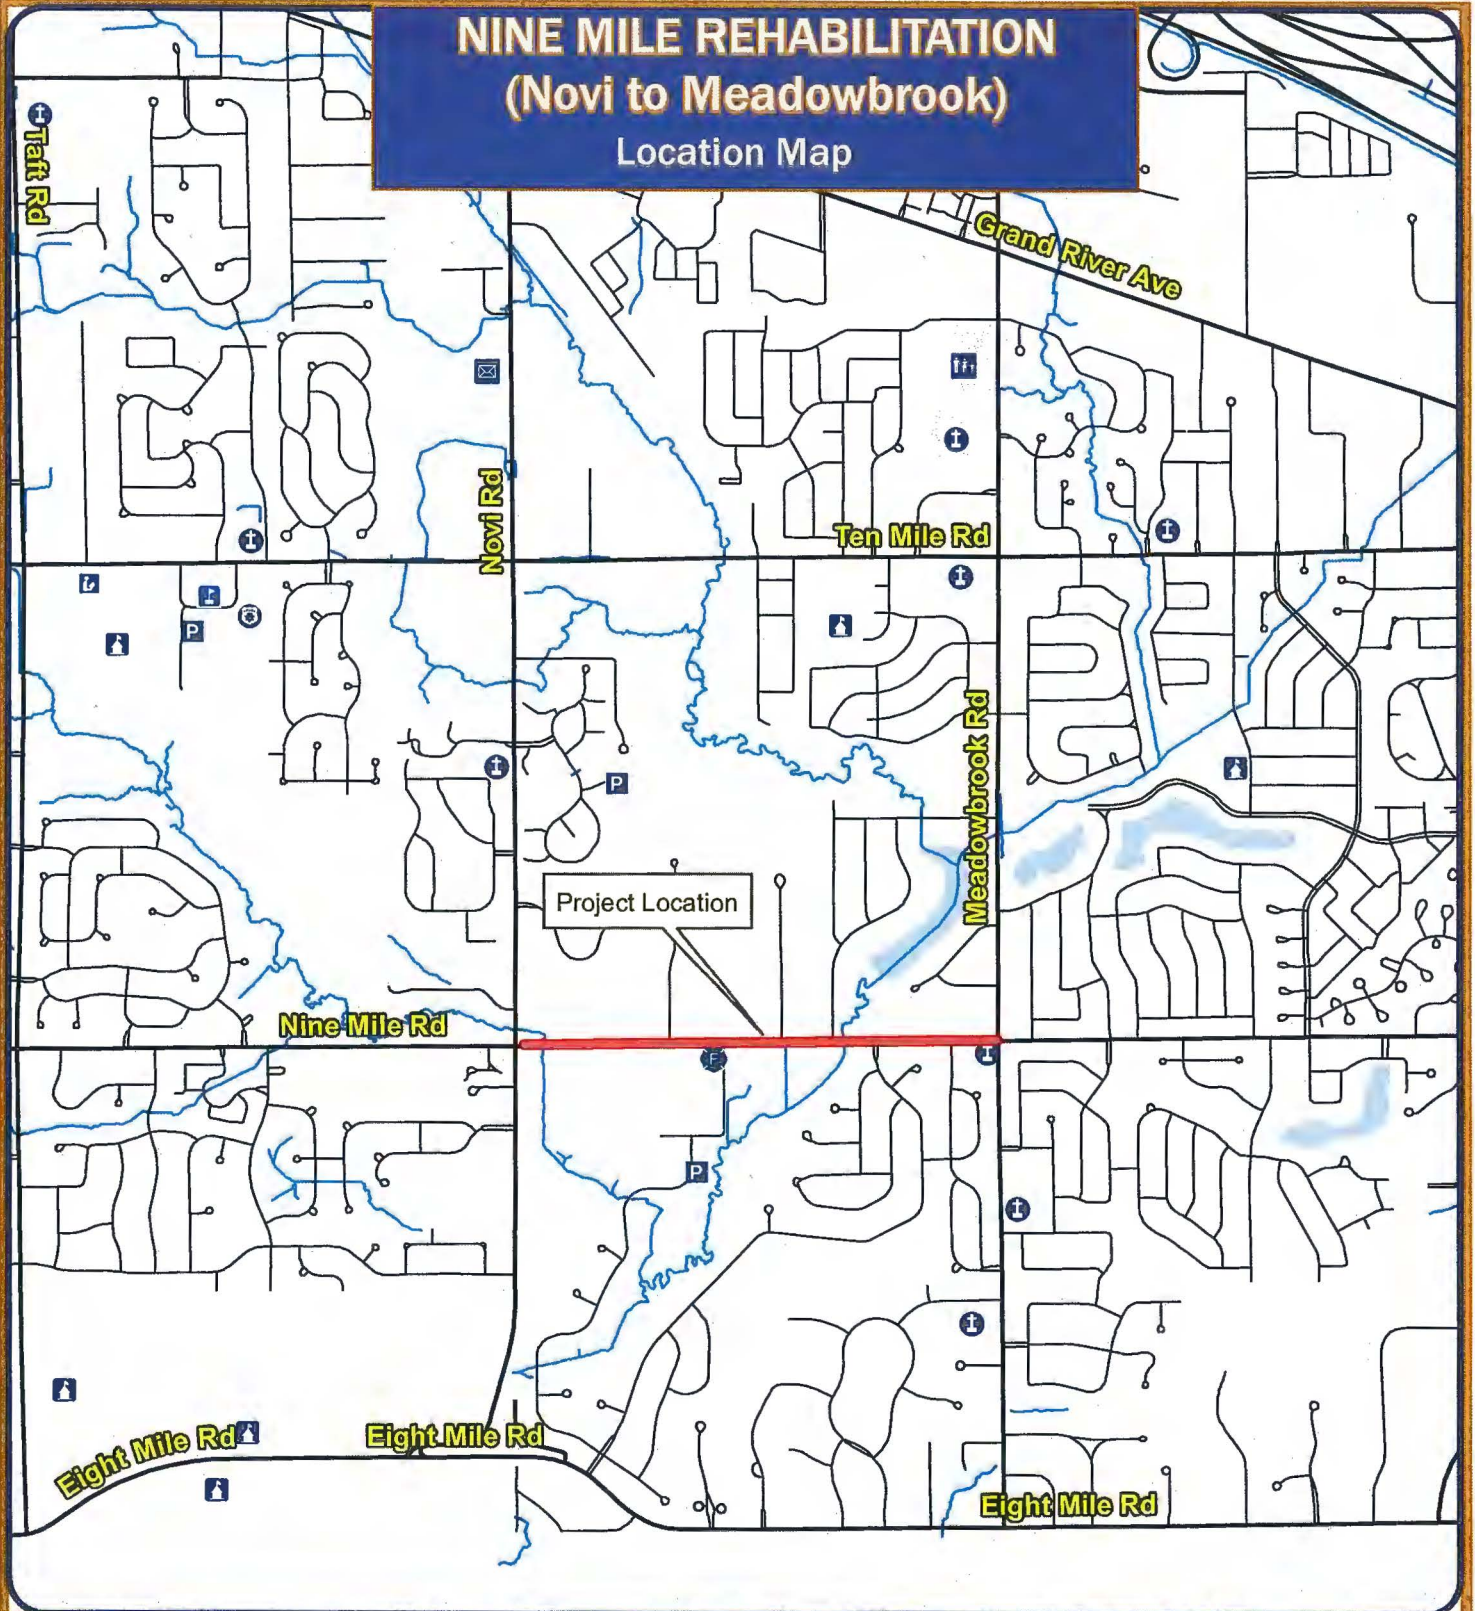 NINE MILE REHABILITATION
(Novi to Meadowbrook)
Location Map
Taft Rd
Grand River Ave
Novi Rd
Ten Mile Rd
P
Meadowbrook Rd
P
Project Location
Nine Mile Rd
F
P
Eight Mile Rd
Eight Mile Rd
Eight Mile Rd